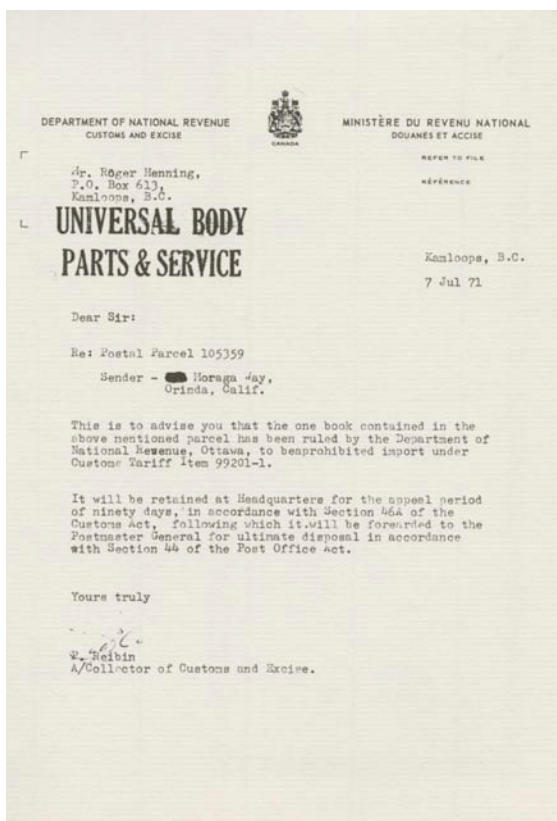 DEPARTMENT OF NATIONAL REVENUE
CUSTOMS AND EXCISE
CANADA
MINISTÈRE DU REVENU NATIONAL
DOUANES ET ACCISE
REFER TO FILE
RÉFÉRENCE
Mr. Roger Henning,
P.O. Box 613,
Kamloops, B.C.
UNIVERSAL BODY
PARTS & SERVICE
Kamloops, B.C.
7 Jul 71
Dear Sir:
Re: Postal Parcel 105359
Sender - Moraga Way,
Orinda, Calif.
This is to advise you that the one book contained in the
above mentioned parcel has been ruled by the Department of
National Revenue, Ottawa, to beaprohibited import under
Customs Tariff Item 99201-1.
It will be retained at Headquarters for the appeal period
of ninety days, in accordance with Section 46A of the
Customs Act, following which it.will be forwarded to the
Postmaster General for ultimate disposal in accordance
with Section 44 of the Post Office Act.
Yours truly
Reibin
A/Collector of Customs and Excise.